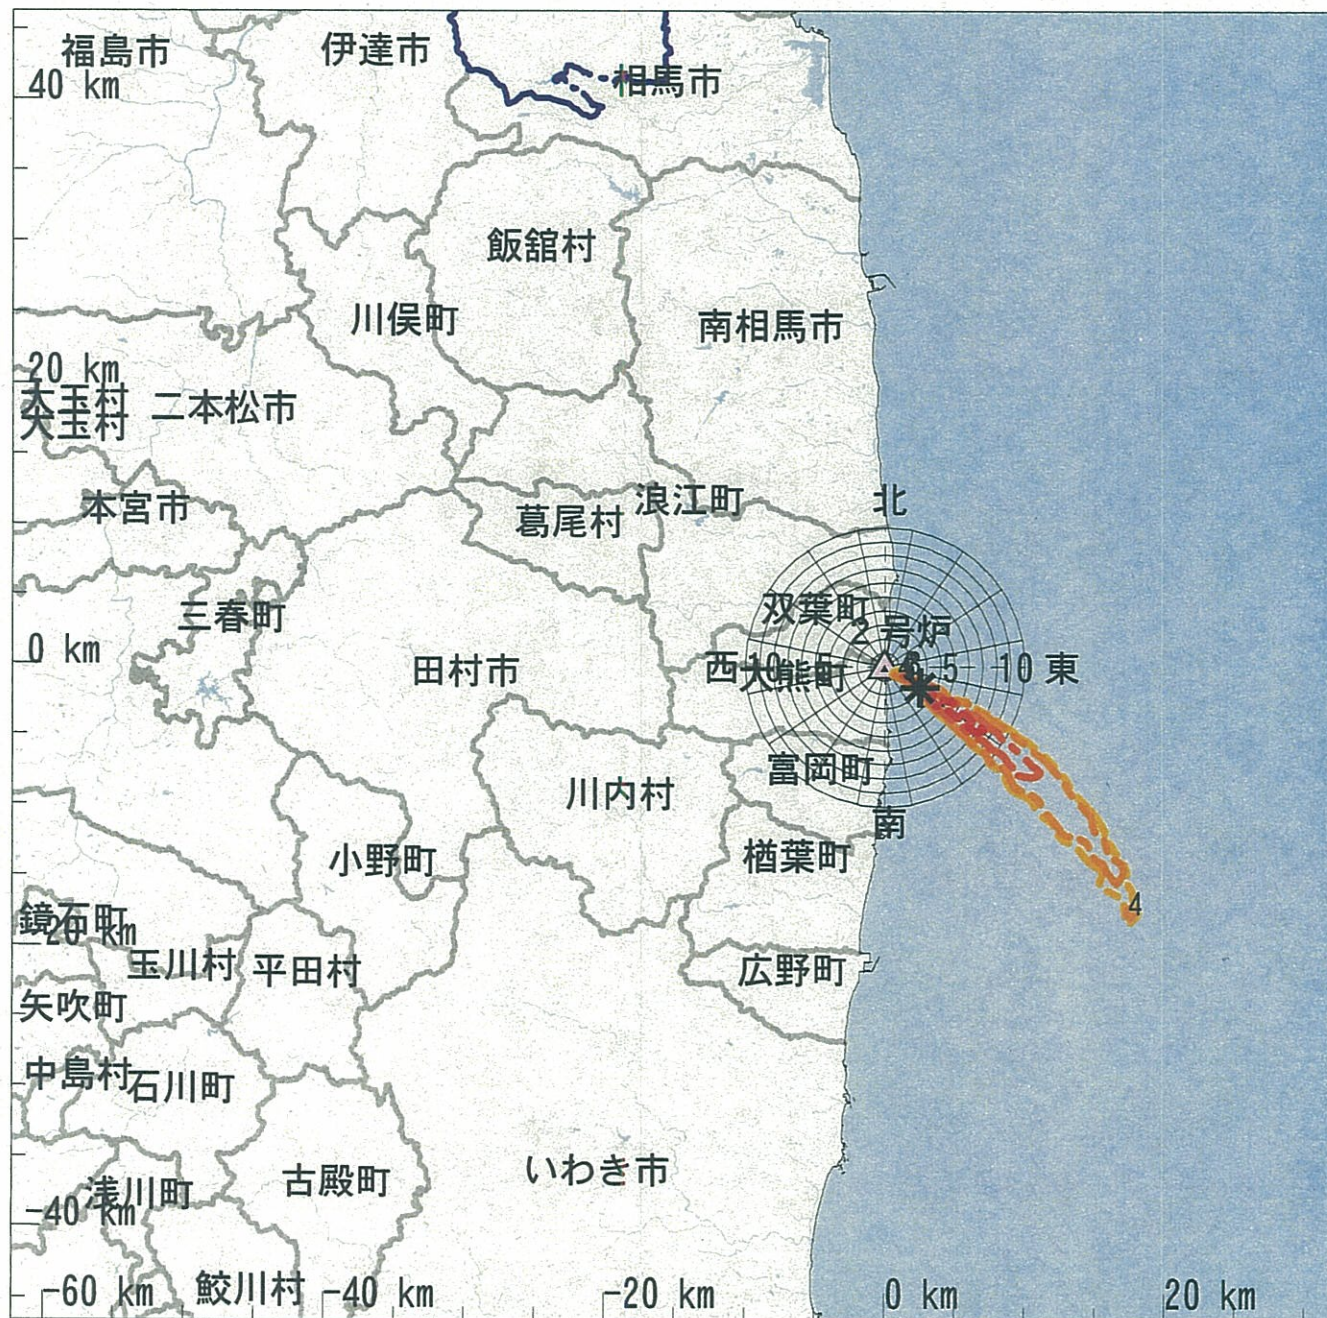 福島市
伊達市
40 km
相馬市
飯舘村
川俣町
南相馬市
20 km
大玉村
二本松市
大玉村
本宮市
葛尾村
浪江町
北
三春町
双葉町
2号炉
0 km
田村市
西
10
5
大熊町
5
10
東
川内村
富岡町
南
小野町
楢葉町
鏡石町
4
-20 km
玉川村
平田村
広野町
矢吹町
中島村
石川町
浅川町
古殿町
いわき市
-40 km
-60 km
鮫川村
-40 km
-20 km
0 km
20 km